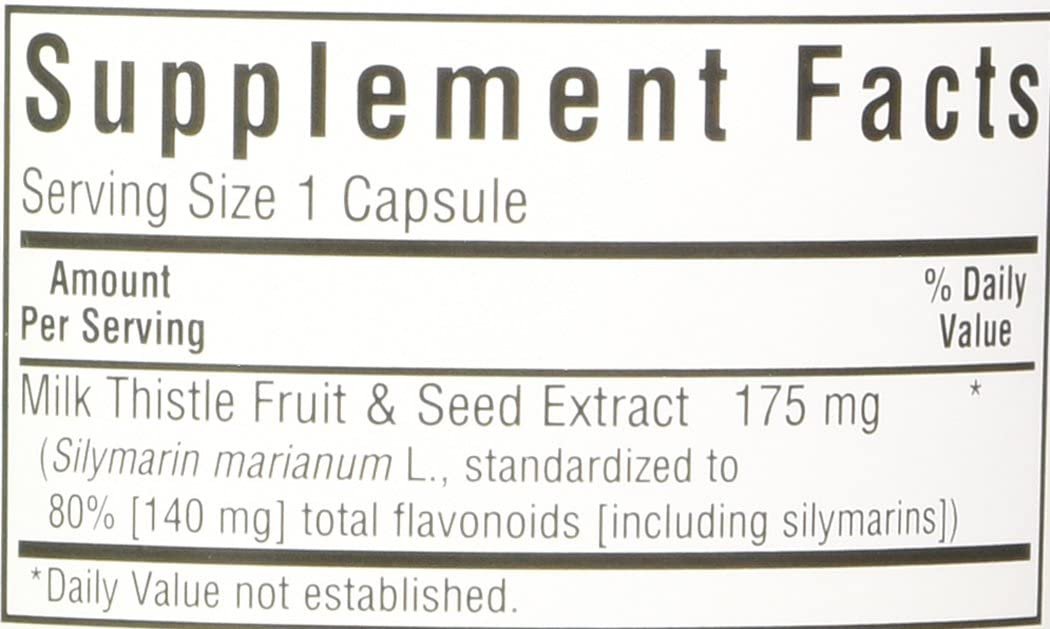 Supplement Facts
Serving Size 1 Capsule
Amount
Per Serving
% Daily
Value
Milk Thistle Fruit & Seed Extract 175 mg *
(Silymarin marianum L., standardized to
80% [140 mg] total flavonoids [including silymarins])
*Daily Value not established.